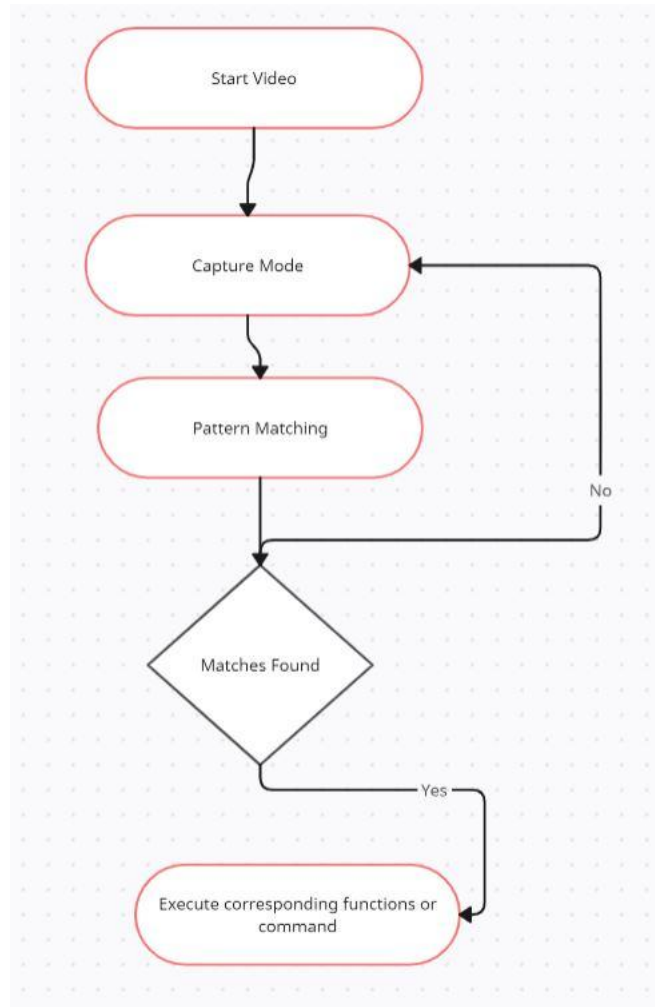 Start Video
Capture Mode
Pattern Matching
No
Matches Found
Yes
Execute corresponding functions or
command